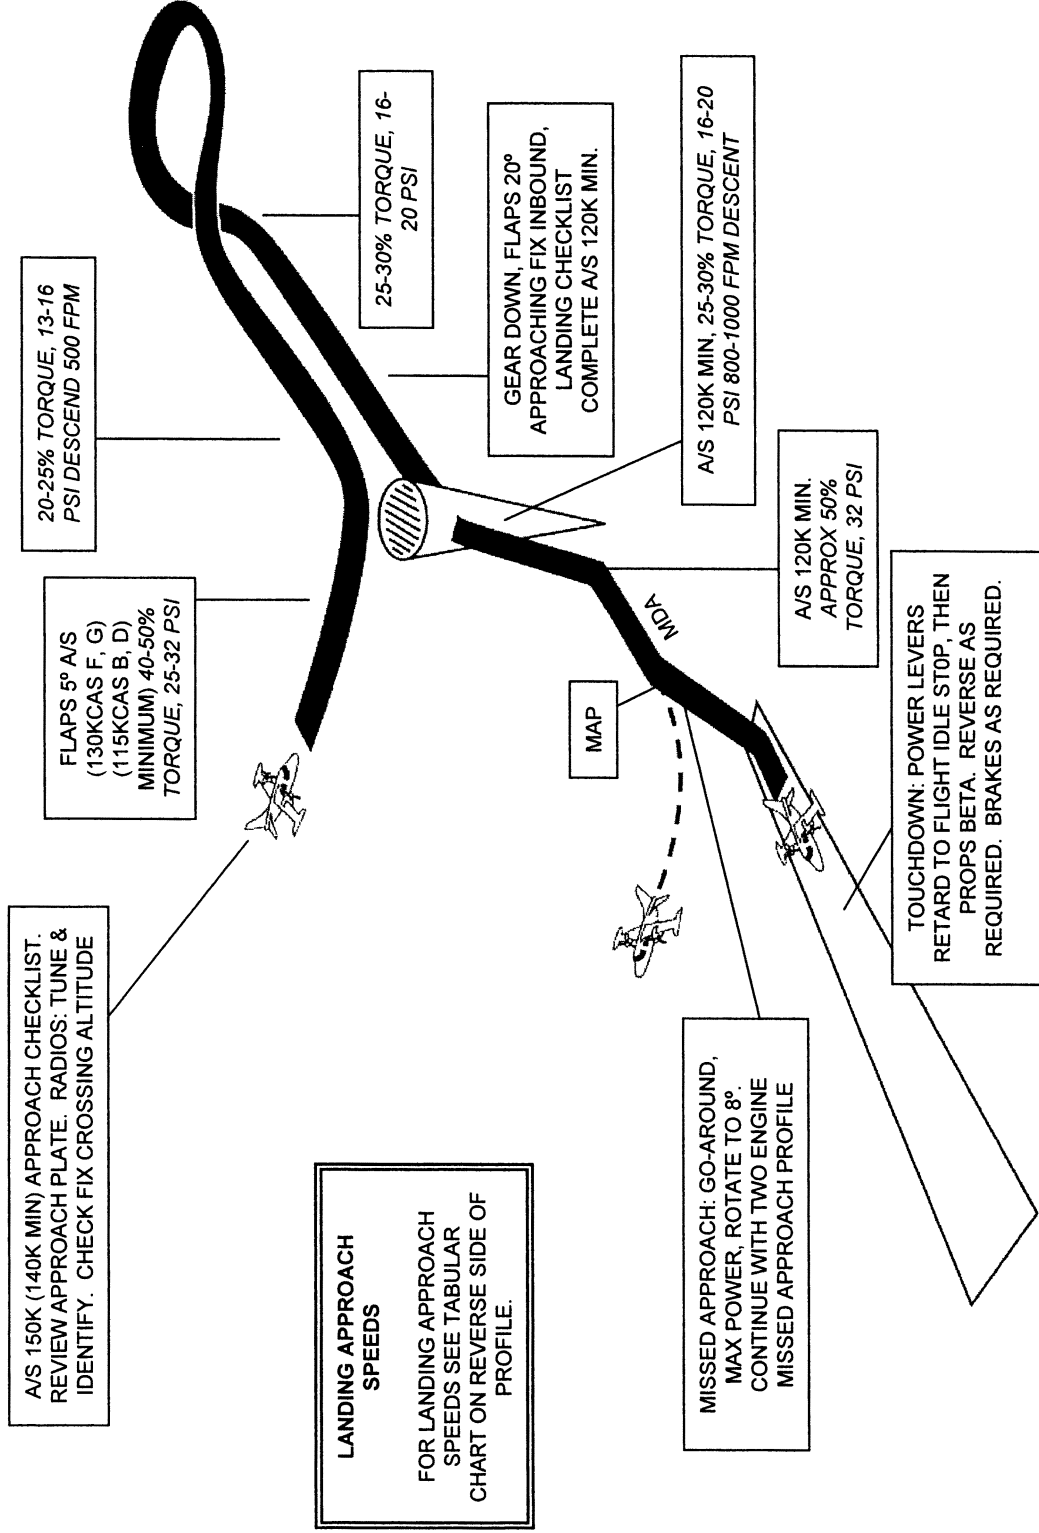 A/S 150K (140K MIN) APPROACH CHECKLIST.
REVIEW APPROACH PLATE.  RADIOS: TUNE &
IDENTIFY.  CHECK FIX CROSSING ALTITUDE
FLAPS 5º A/S
(130KCAS F, G)
(115KCAS B, D)
MINIMUM) 40-50%
TORQUE, 25-32 PSI
20-25% TORQUE, 13-16
PSI DESCEND 500 FPM
25-30% TORQUE, 16-
20 PSI
GEAR DOWN, FLAPS 20º
APPROACHING FIX INBOUND,
LANDING CHECKLIST
COMPLETE A/S 120K MIN.
A/S 120K MIN, 25-30% TORQUE, 16-20
PSI 800-1000 FPM DESCENT
A/S 120K MIN.
APPROX 50%
TORQUE, 32 PSI
MDA
MAP
LANDING APPROACH
SPEEDS
FOR LANDING APPROACH
SPEEDS SEE TABULAR
CHART ON REVERSE SIDE OF
PROFILE.
MISSED APPROACH: GO-AROUND,
MAX POWER, ROTATE TO 8º.
CONTINUE WITH TWO ENGINE
MISSED APPROACH PROFILE
TOUCHDOWN: POWER LEVERS
RETARD TO FLIGHT IDLE STOP, THEN
PROPS BETA.  REVERSE AS
REQUIRED.  BRAKES AS REQUIRED.